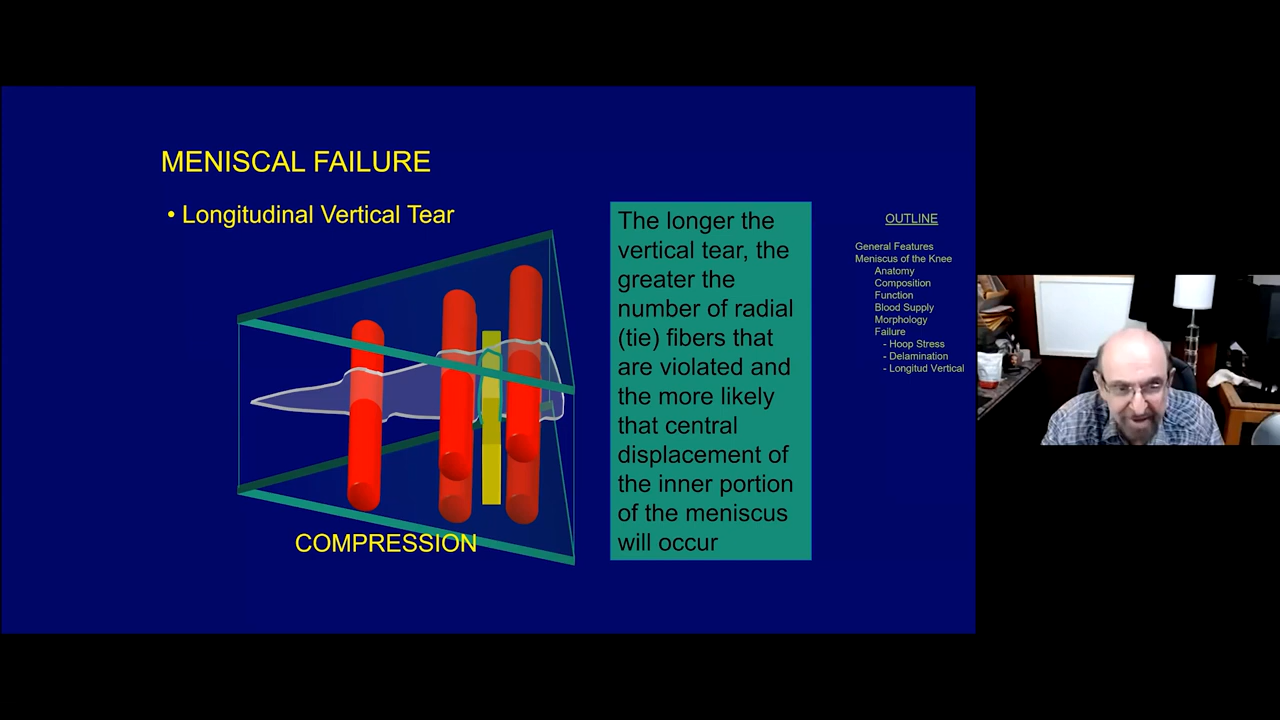 MENISCAL FAILURE
• Longitudinal Vertical Tear
The longer the
vertical tear, the
greater the
number of radial
(tie) fibers that
are violated and
the more likely
that central
displacement of
the inner portion
of the meniscus
will occur
COMPRESSION
OUTLINE
General Features
Meniscus of the Knee
Anatomy
Composition
Function
Blood Supply
Morphology
Failure
- Hoop Stress
- Delamination
- Longitud Vertical